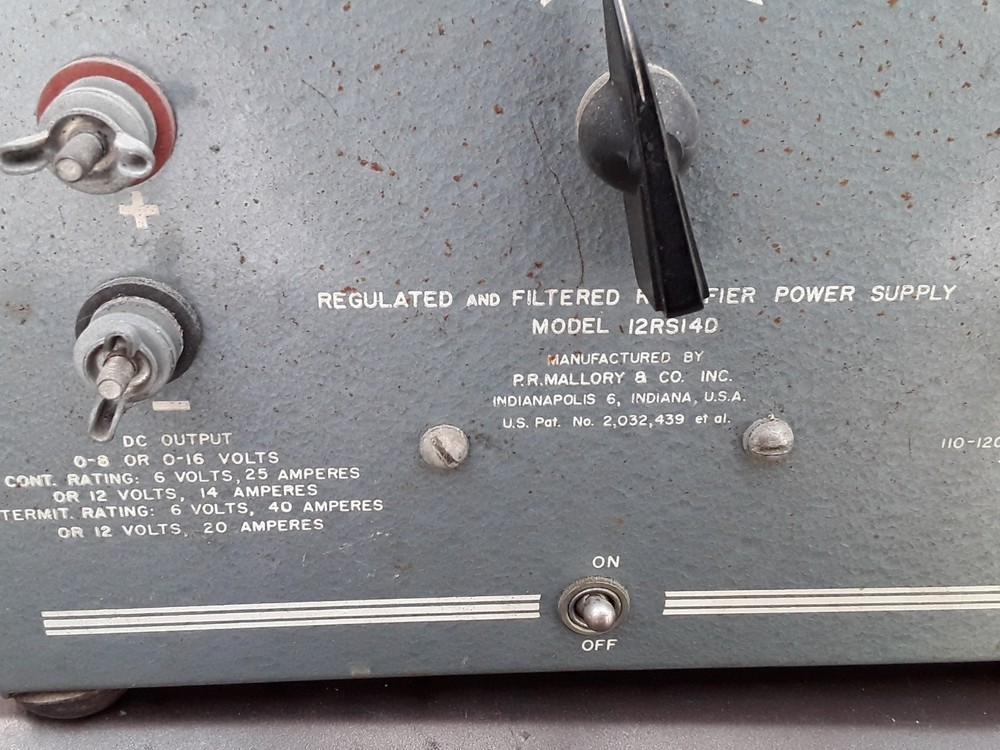 +
REGULATED AND FILTERED POWER SUPPLY
MODEL 12RS14D
MANUFACTURED BY
P.R.MALLORY & CO. INC.
INDIANAPOLIS 6, INDIANA, U.S.A.
U.S. Pat. No. 2,032,439 et al.
−
DC OUTPUT
0-8 OR 0-16 VOLTS
CONT. RATING: 6 VOLTS, 25 AMPERES
OR 12 VOLTS, 14 AMPERES
TERMIT. RATING: 6 VOLTS, 40 AMPERES
OR 12 VOLTS, 20 AMPERES
110-120
ON
OFF